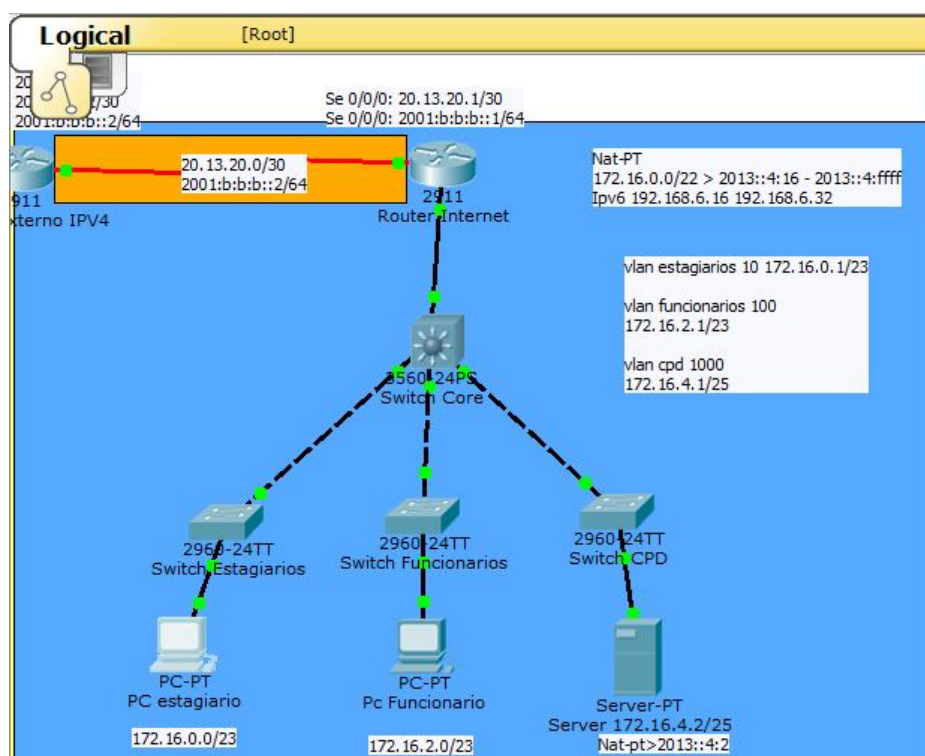 Logical
[Root]
2/30
2001:b:b:b::2/64
Se 0/0/0: 20.13.20.1/30
Se 0/0/0: 2001:b:b:b::1/64
20.13.20.0/30
2001:b:b:b::2/64
911
xterno IPV4
2911
Router Internet
Nat-PT
172.16.0.0/22 > 2013::4:16 - 2013::4:ffff
Ipv6 192.168.6.16 192.168.6.32
vlan estagiarios 10 172.16.0.1/23
vlan funcionarios 100
172.16.2.1/23
vlan cpd 1000
172.16.4.1/25
3560-24PS
Switch Core
2960-24TT
Switch Estagiarios
2960-24TT
Switch Funcionarios
2960-24TT
Switch CPD
PC-PT
PC estagiario
172.16.0.0/23
PC-PT
Pc Funcionario
172.16.2.0/23
Server-PT
Server 172.16.4.2/25
Nat-pt>2013::4:2